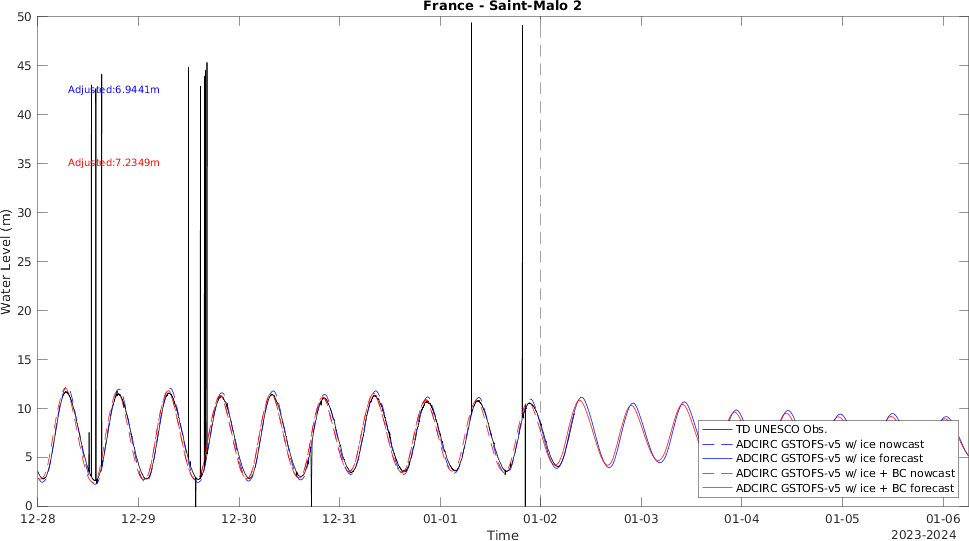 France - Saint-Malo 2
50
45
40
35
30
25
20
15
10
5
0
Water Level (m)
Adjusted:6.9441m
Adjusted:7.2349m
TD UNESCO Obs.
ADCIRC GSTOFS-v5 w/ ice nowcast
ADCIRC GSTOFS-v5 w/ ice forecast
ADCIRC GSTOFS-v5 w/ ice + BC nowcast
ADCIRC GSTOFS-v5 w/ ice + BC forecast
12-28 12-29 12-30 12-31 01-01 01-02 01-03 01-04 01-05 01-06
Time
2023-2024